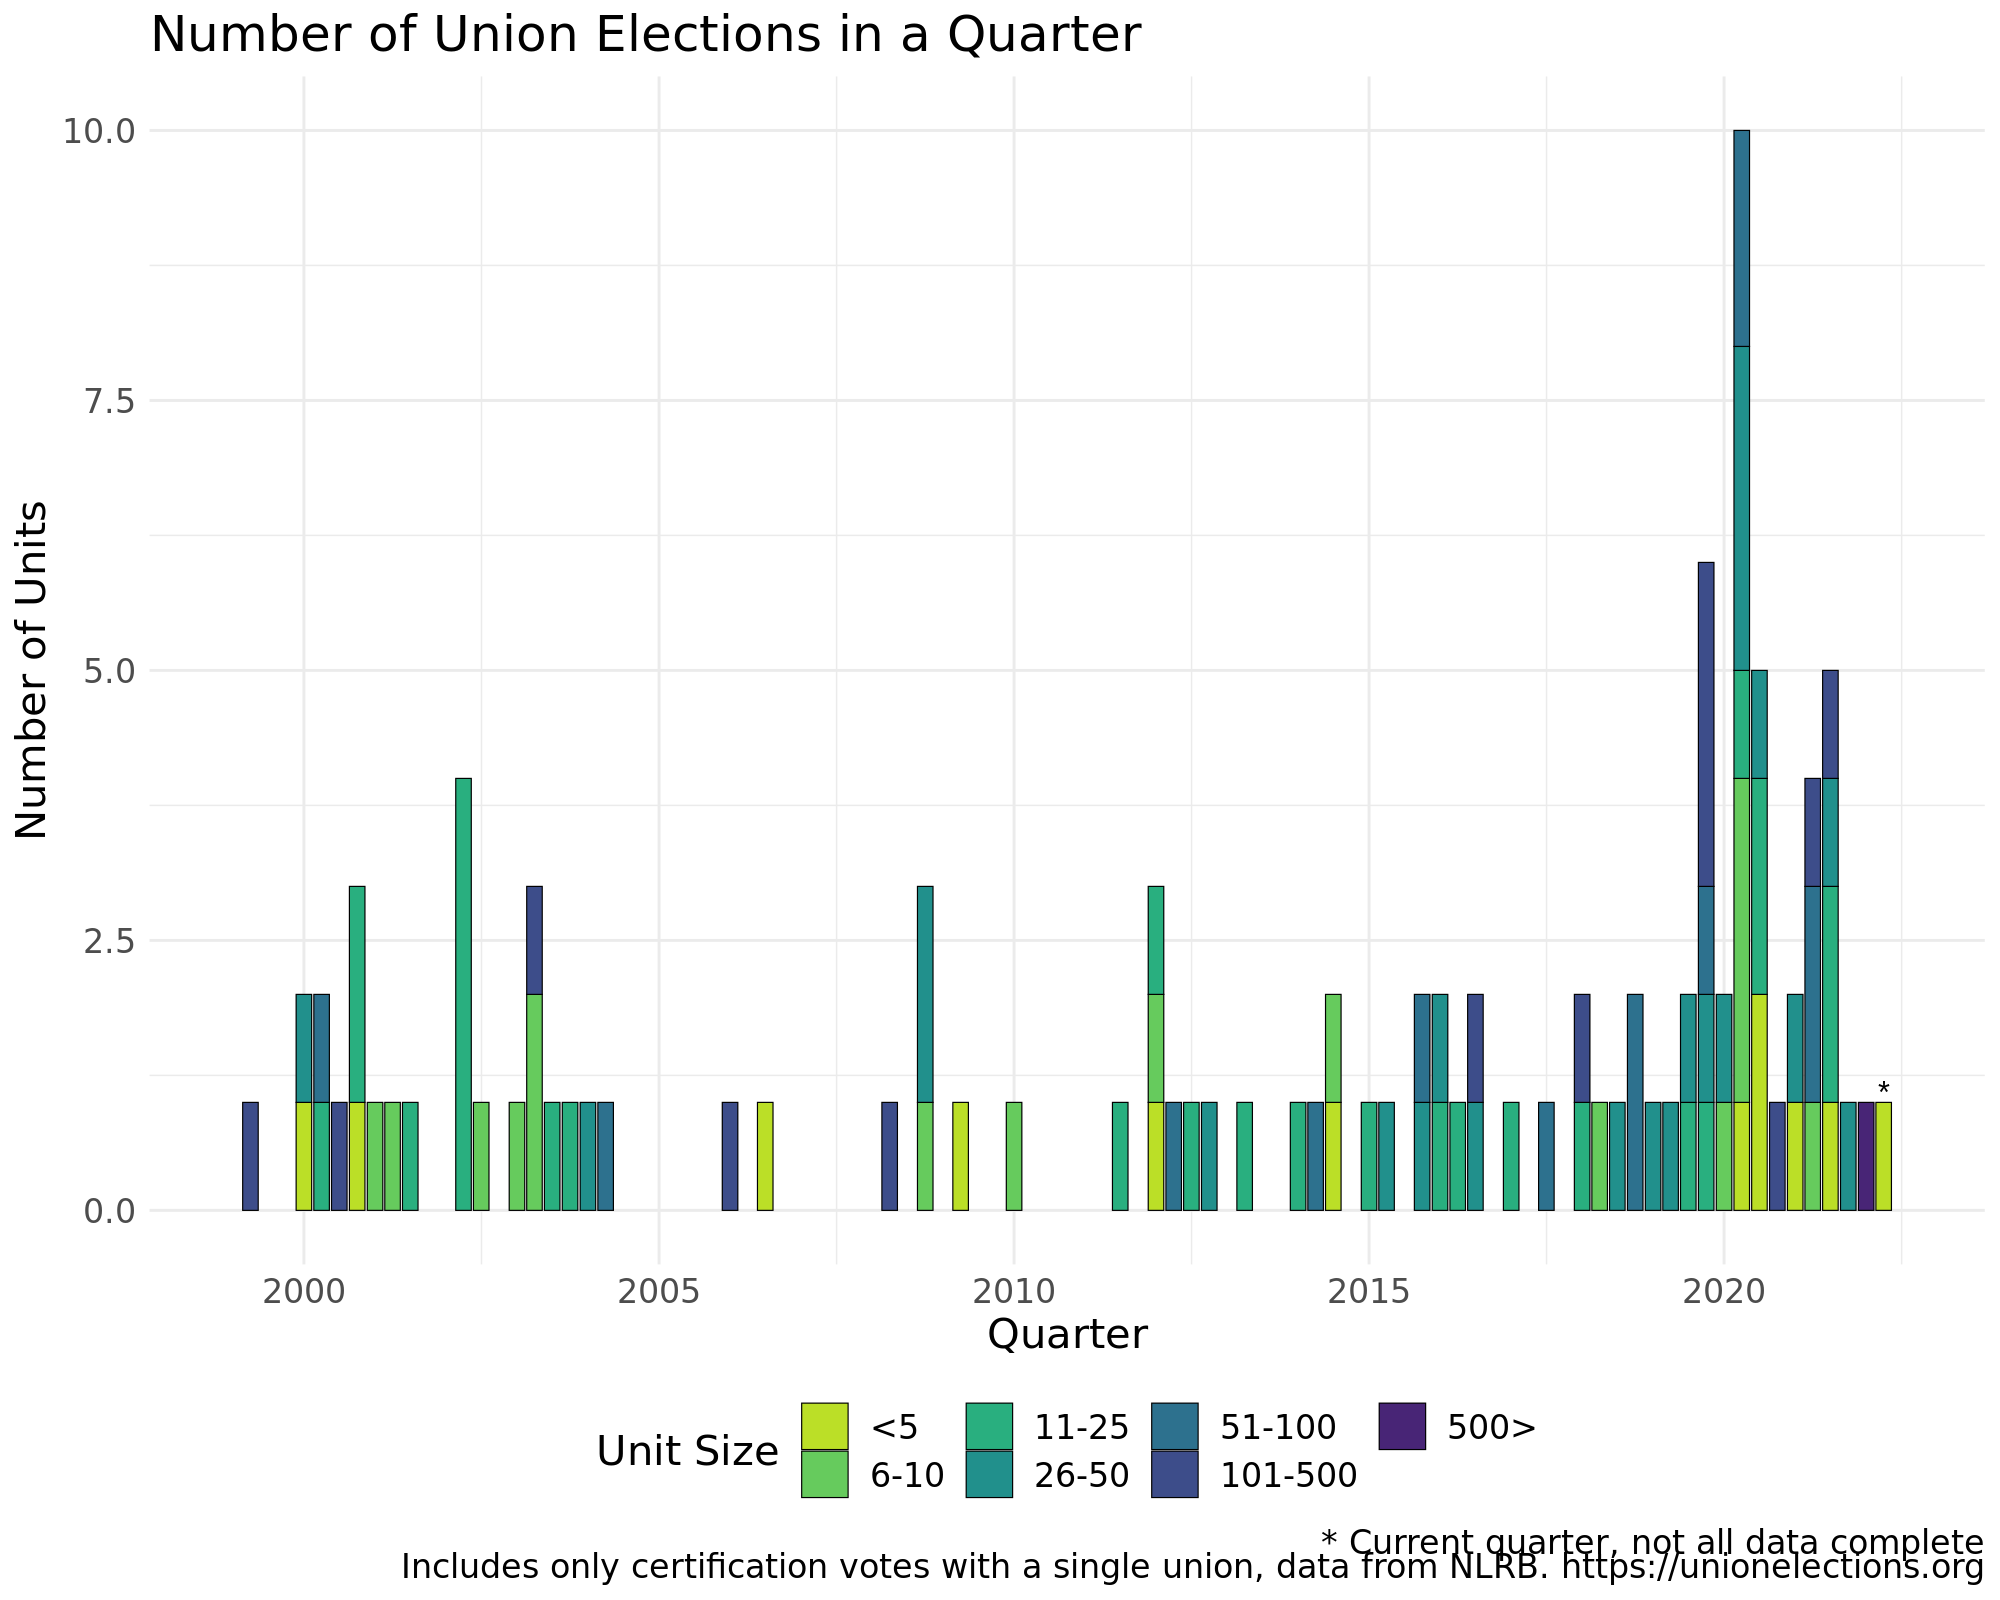 Number of Union Elections in a Quarter
10.0
7.5
5.0
2.5
0.0
Number of Units
*
2000 2005 2010 2015 2020
Quarter
Unit Size
<5 11-25 51-100 500>
6-10 26-50 101-500
* Current quarter, not all data complete
Includes only certification votes with a single union, data from NLRB. https://unionelections.org